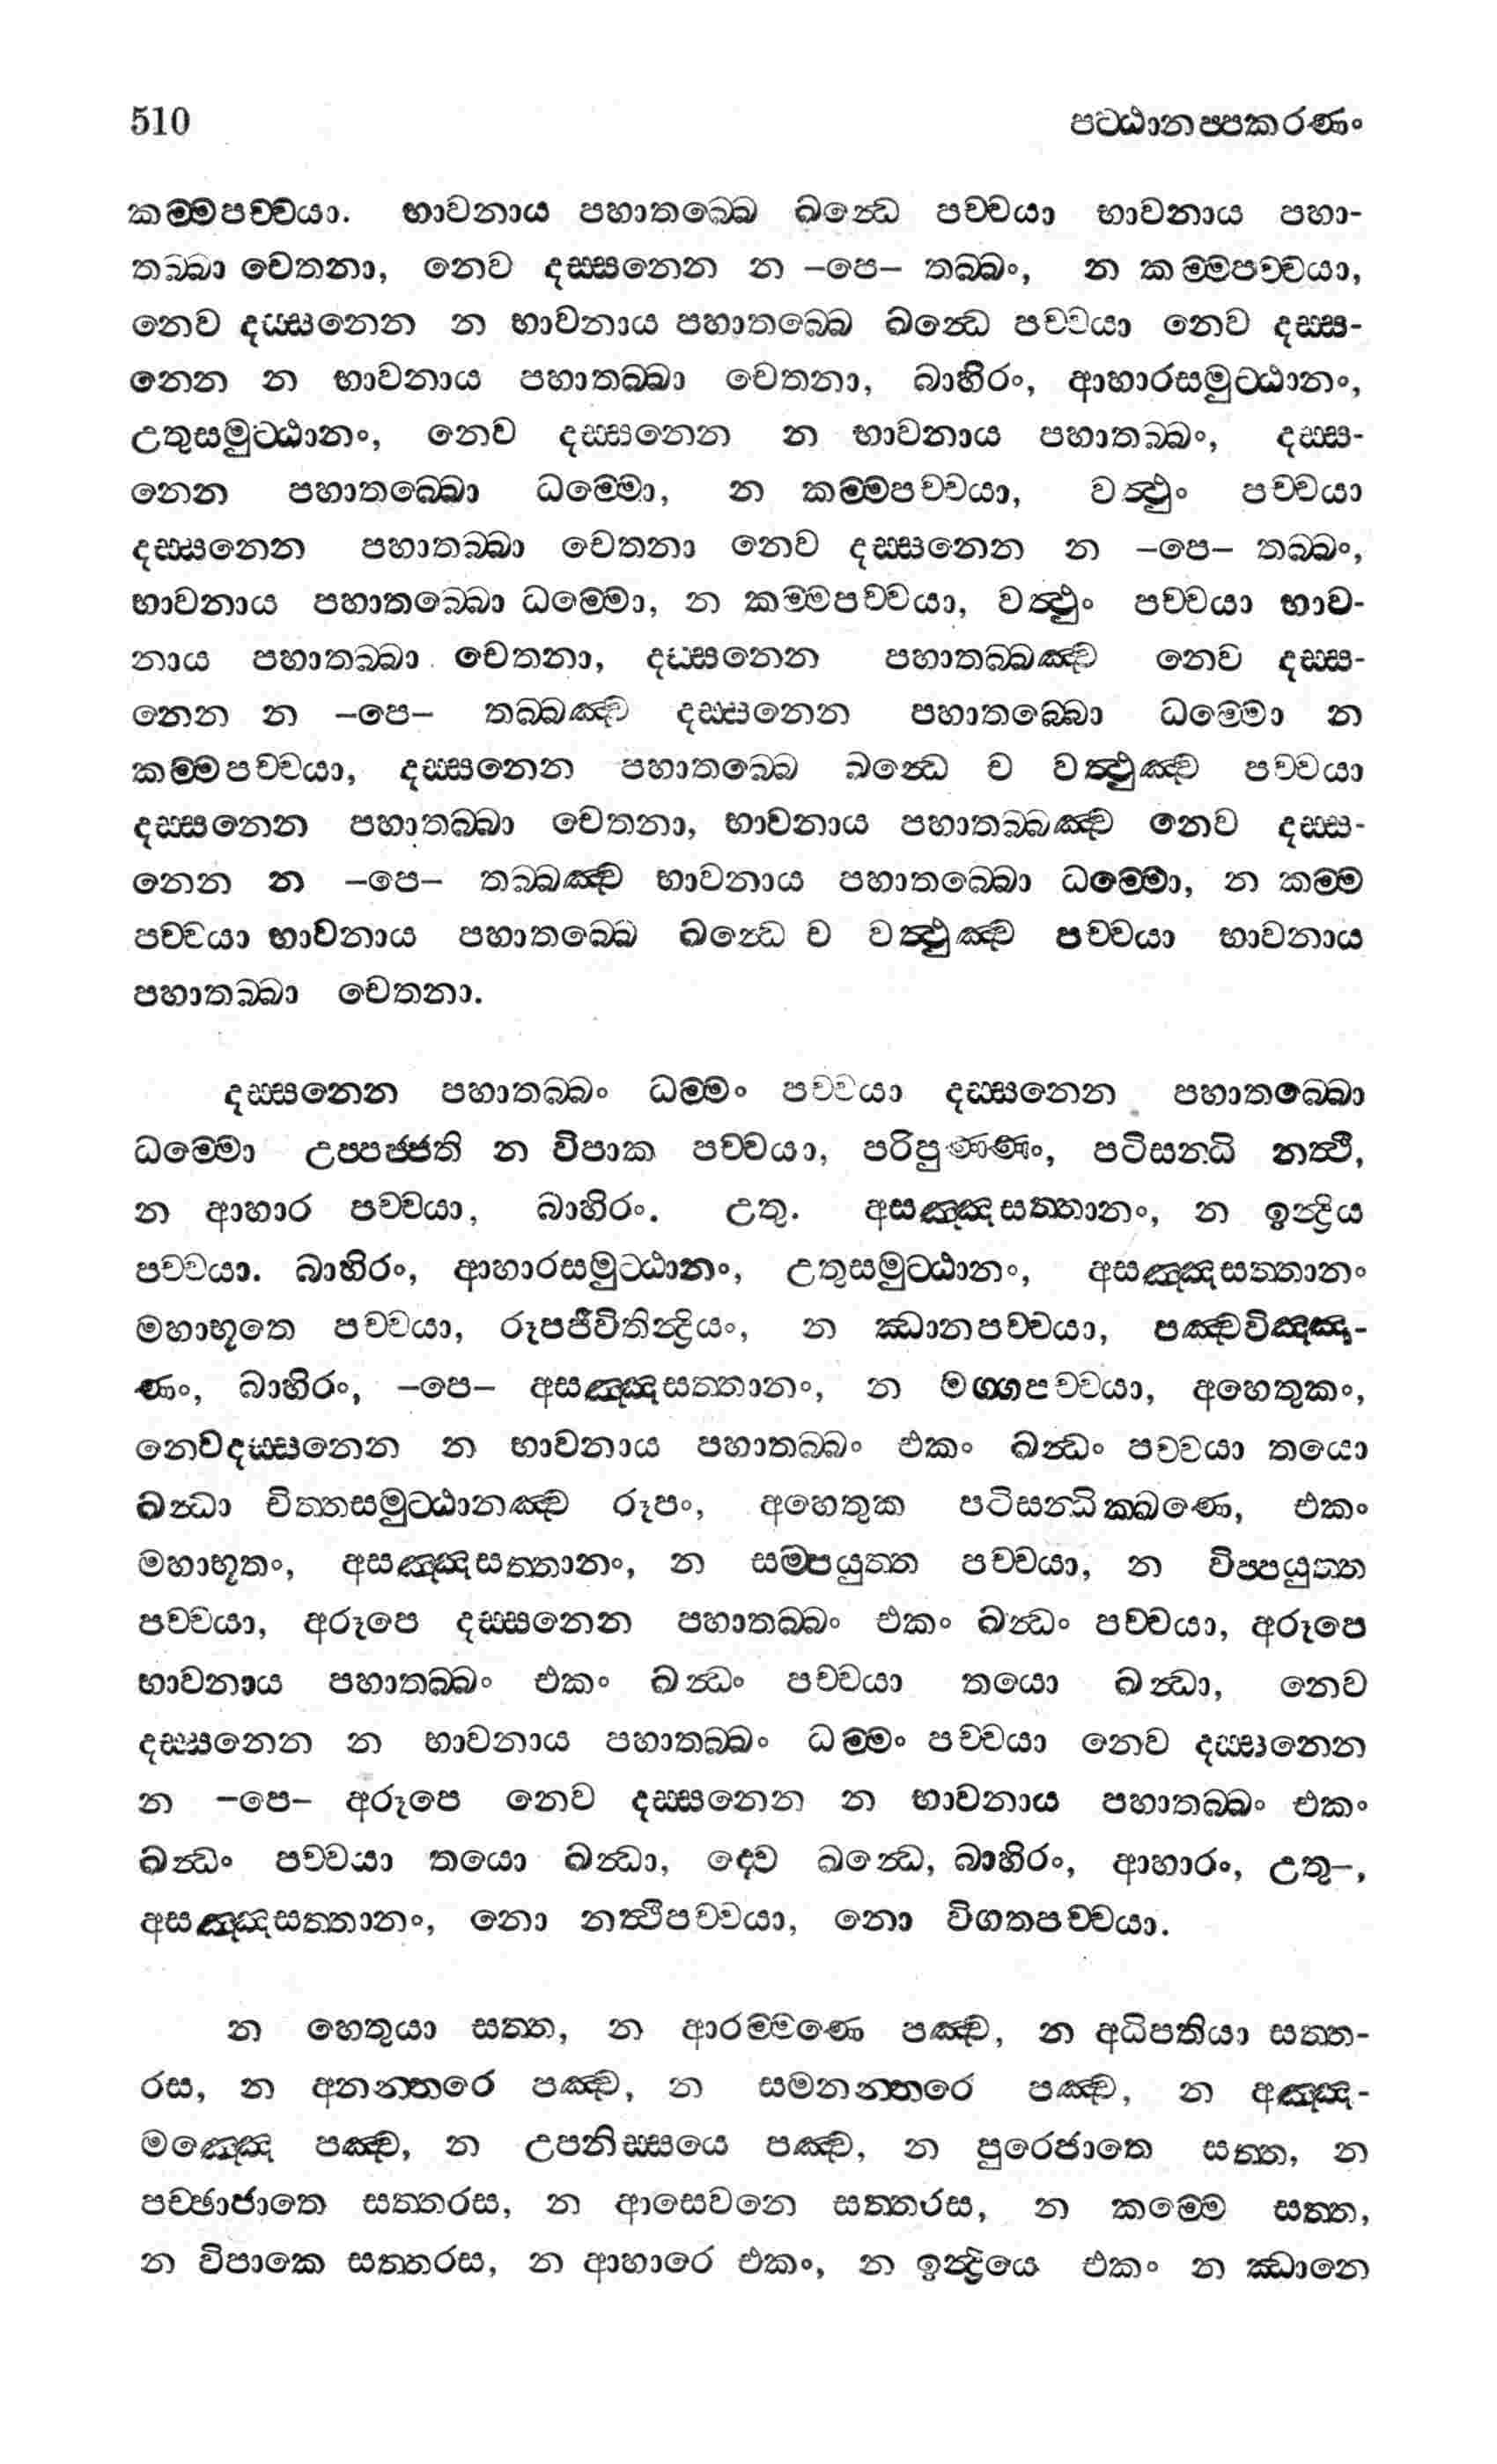 510 පට්ඨානප්පකරණං
කම්මපච්චයා. භාවනාය පහාතබ්බෙ ඛන්ධෙ පච්චයා භාවනාය පහා-
තබ්බා චෙතනා, නෙව දස්සනෙන න –පෙ– තබ්බං, න කම්මපච්චයා,
නෙව දස්සනෙන න භාවනාය පහාතබ්බෙ ඛන්ධෙ පච්චයා නෙව දස්ස-
නෙන න භාවනාය පහාතබ්බා චෙතනා, බාහිරං, ආහාරසමුට්ඨානං,
උතුසමුට්ඨානං, නෙව දස්සනෙන න භාවනාය පහාතබ්බං, දස්ස-
නෙන පහාතබ්බො ධම්මො, න කම්මපච්චයා, වත්ථුං පච්චයා
දස්සනෙන පහාතබ්බා චෙතනා නෙව දස්සනෙන න –පෙ– තබ්බං,
භාවනාය පහාතබ්බො ධම්මො, න කම්මපච්චයා, වත්ථුං පච්චයා භාව-
නාය පහාතබ්බා චෙතනා, දස්සනෙන පහාතබ්බඤ්ච නෙව දස්ස-
නෙන න –පෙ– තබ්බඤ්ච දස්සනෙන පහාතබ්බො ධම්මො න
කම්මපච්චයා, දස්සනෙන පහාතබ්බෙ ඛන්ධෙ ච වත්ථුඤ්ච පච්චයා
දස්සනෙන පහාතබ්බා චෙතනා, භාවනාය පහාතබ්බඤ්ච නෙව දස්ස-
නෙන න –පෙ– තබ්බඤ්ච භාවනාය පහාතබ්බො ධම්මො, න කම්ම
පච්චයා භාවනාය පහාතබ්බෙ ඛන්ධෙ ච වත්ථුඤ්ච පච්චයා භාවනාය
පහාතබ්බා චෙතනා.
දස්සනෙන පහාතබ්බං ධම්මං පච්චයා දස්සනෙන පහාතබ්බො
ධම්මො උප්පජ්ජති න විපාක පච්චයා, පරිපුණ්ණං, පටිසන්ධි නත්ථි,
න ආහාර පච්චයා, බාහිරං. උතු. අසඤ්ඤසත්තානං, න ඉන්ද්‍රිය
පච්චයා. බාහිරං, ආහාරසමුට්ඨානං, උතුසමුට්ඨානං, අසඤ්ඤසත්තානං
මහාභූතෙ පච්චයා, රූපජීවිතින්ද්‍රියං, න ඣානපච්චයා, පඤ්චවිඤ්ඤා-
ණං, බාහිරං, –පෙ– අසඤ්ඤසත්තානං, න මග්ගපච්චයා, අහෙතුකං,
නෙවදස්සනෙන න භාවනාය පහාතබ්බං එකං ඛන්ධං පච්චයා තයො
ඛන්ධා චිත්තසමුට්ඨානඤ්ච රූපං, අහෙතුක පටිසන්ධික්ඛණෙ, එකං
මහාභූතං, අසඤ්ඤසත්තානං, න සම්පයුත්ත පච්චයා, න විප්පයුත්ත
පච්චයා, අරූපෙ දස්සනෙන පහාතබ්බං එකං ඛන්ධං පච්චයා, අරූපෙ
භාවනාය පහාතබ්බං එකං ඛන්ධං පච්චයා තයො ඛන්ධා, නෙව
දස්සනෙන න භාවනාය පහාතබ්බං ධම්මං පච්චයා නෙව දස්සනෙන
න –පෙ– අරූපෙ නෙව දස්සනෙන න භාවනාය පහාතබ්බං එකං
ඛන්ධං පච්චයා තයො ඛන්ධා, ද්වෙ ඛන්ධෙ, බාහිරං, ආහාරං, උතු–,
අසඤ්ඤසත්තානං, නො නත්ථිපච්චයා, නො විගතපච්චයා.
න හෙතුයා සත්ත, න ආරම්මණෙ පඤ්ච, න අධිපතියා සත්ත-
රස, න අනන්තරෙ පඤ්ච, න සමනන්තරෙ පඤ්ච, න අඤ්ඤ-
මඤ්ඤෙ පඤ්ච, න උපනිස්සයෙ පඤ්ච, න පුරෙජාතෙ සත්ත, න
පච්ඡාජාතෙ සත්තරස, න ආසෙවනෙ සත්තරස, න කම්මෙ සත්ත,
න විපාකෙ සත්තරස, න ආහාරෙ එකං, න ඉන්ද්‍රියෙ එකං න ඣානෙ